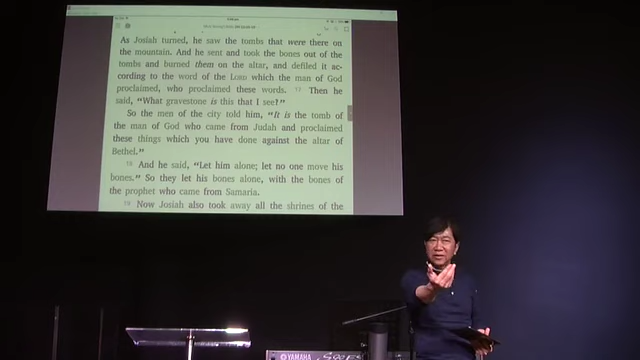 As Josiah turned, he saw the tombs that were there on
the mountain. And he sent and took the bones out of the
tombs and burned them on the altar, and defiled it ac-
cording to the word of the LORD which the man of God
proclaimed, who proclaimed these words. 17 Then he
said, "What gravestone is this that I see?"
So the men of the city told him, "It is the tomb of
the man of God who came from Judah and proclaimed
these things which you have done against the altar of
Bethel."
18 And he said, "Let him alone; let no one move his
bones." So they let his bones alone, with the bones of
the prophet who came from Samaria.
19 Now Josiah also took away all the shrines of the
YAMAHA